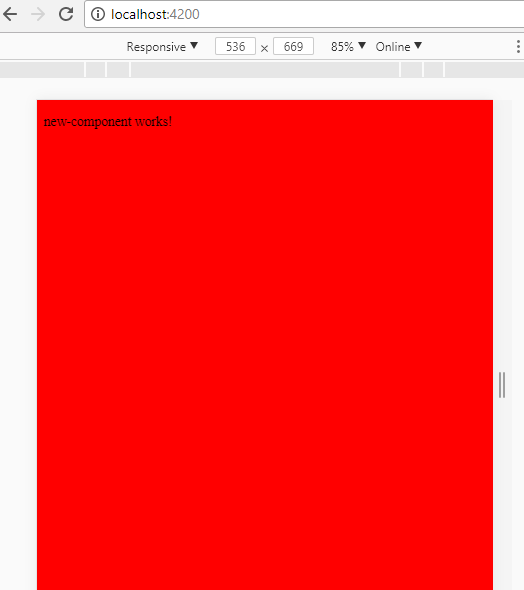 localhost:4200
Responsive ▼ 536 × 669 85% ▼ Online ▼
new-component works!